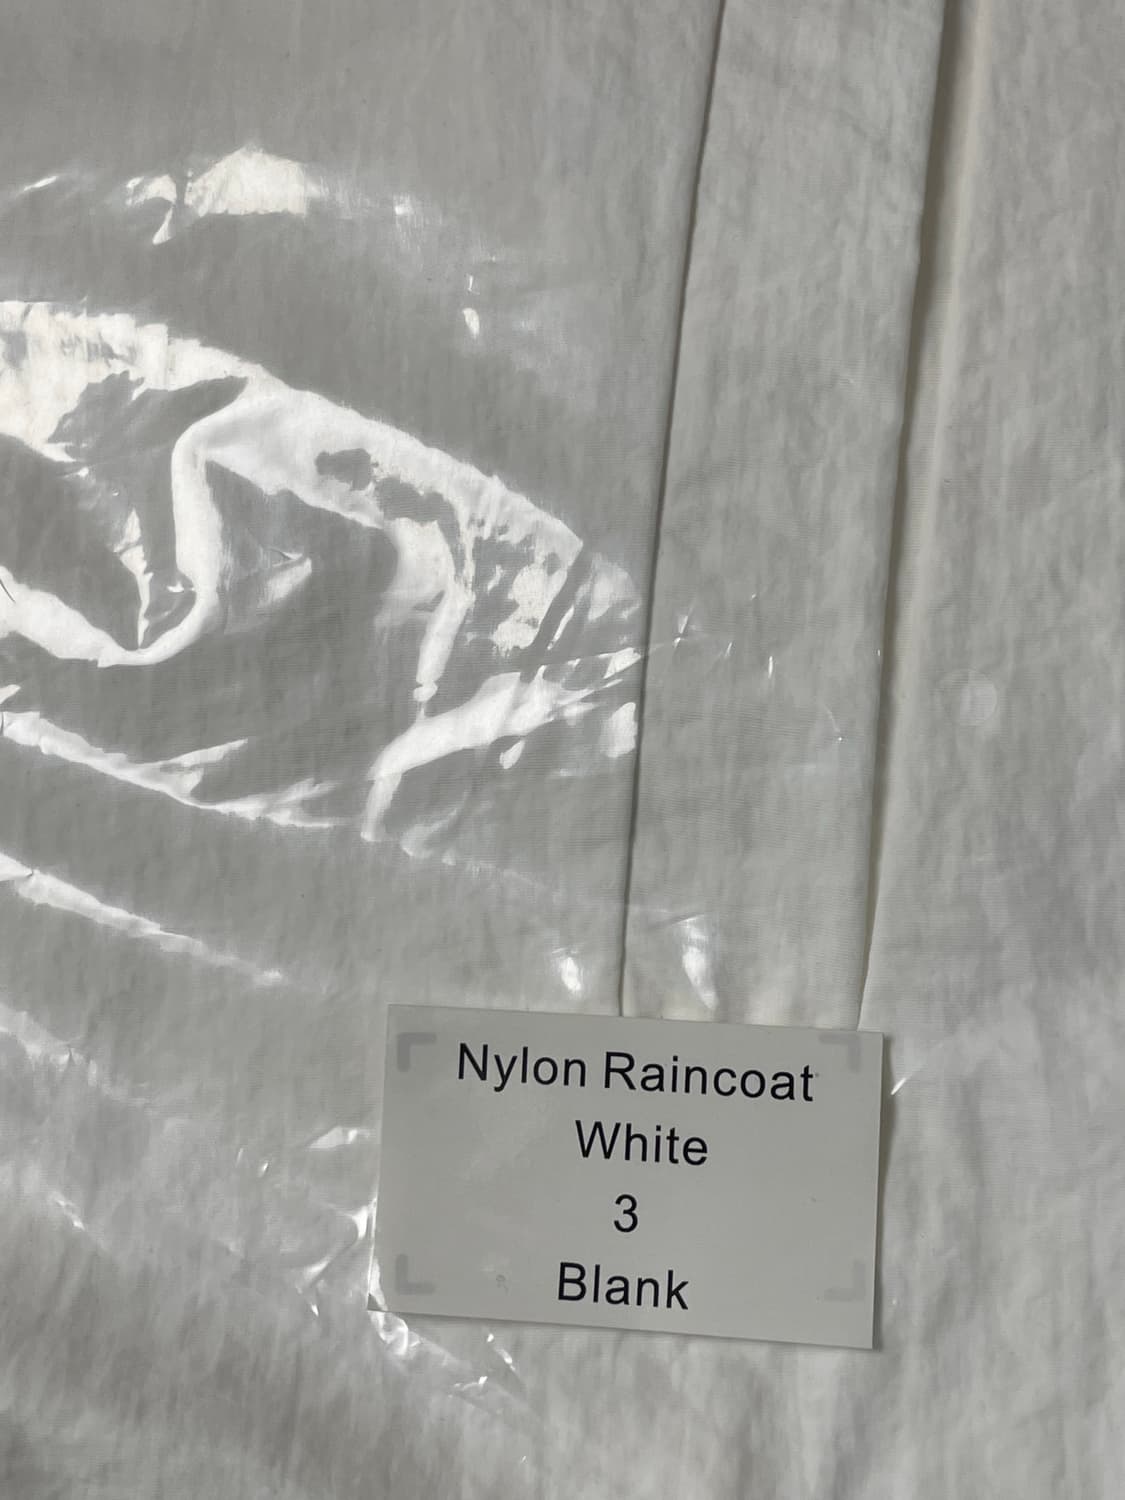 Nylon Raincoat
White
3
Blank